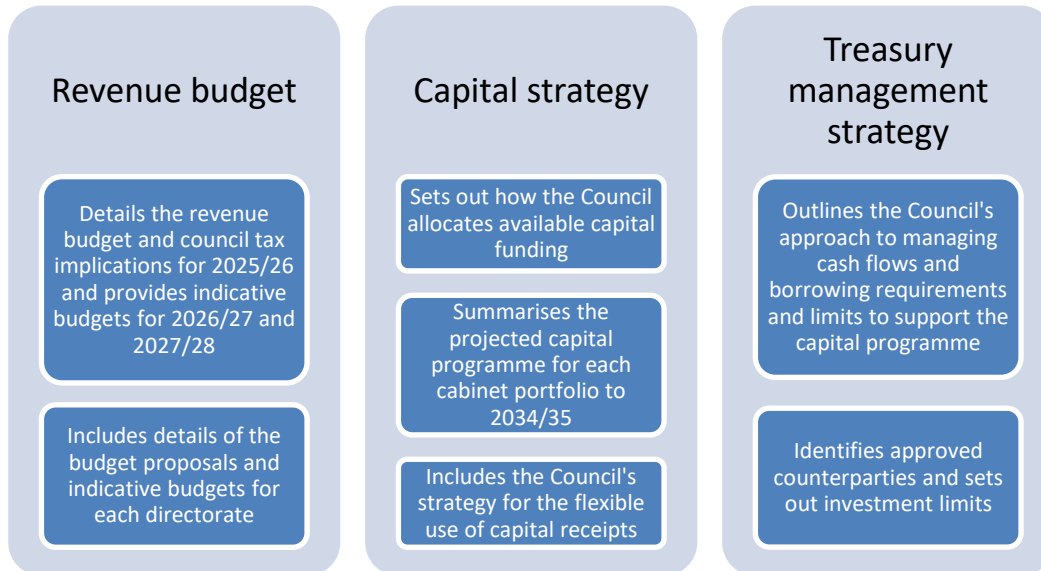 Revenue budget
Details the revenue
budget and council tax
implications for 2025/26
and provides indicative
budgets for 2026/27 and
2027/28
Includes details of the
budget proposals and
indicative budgets for
each directorate
Capital strategy
Sets out how the Council
allocates available capital
funding
Summarises the
projected capital
programme for each
cabinet portfolio to
2034/35
Includes the Council's
strategy for the flexible
use of capital receipts
Treasury
management
strategy
Outlines the Council's
approach to managing
cash flows and
borrowing requirements
and limits to support the
capital programme
Identifies approved
counterparties and sets
out investment limits